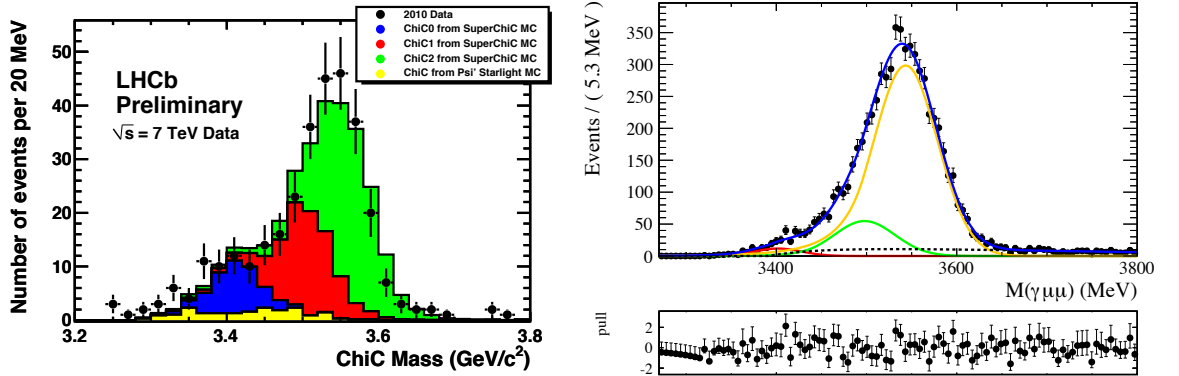 2010 Data
ChiC0 from SuperChiC MC
ChiC1 from SuperChiC MC
ChiC2 from SuperChiC MC
ChiC from Psi' Starlight MC
LHCb
Preliminary
√s = 7 TeV Data
Number of events per 20 MeV
50
40
30
20
10
0
3.2
3.4
3.6
3.8
ChiC Mass (GeV/c²)
Events / ( 5.3 MeV )
350
300
250
200
150
100
50
0
3400
3600
3800
M(γμμ) (MeV)
pull
2
0
-2